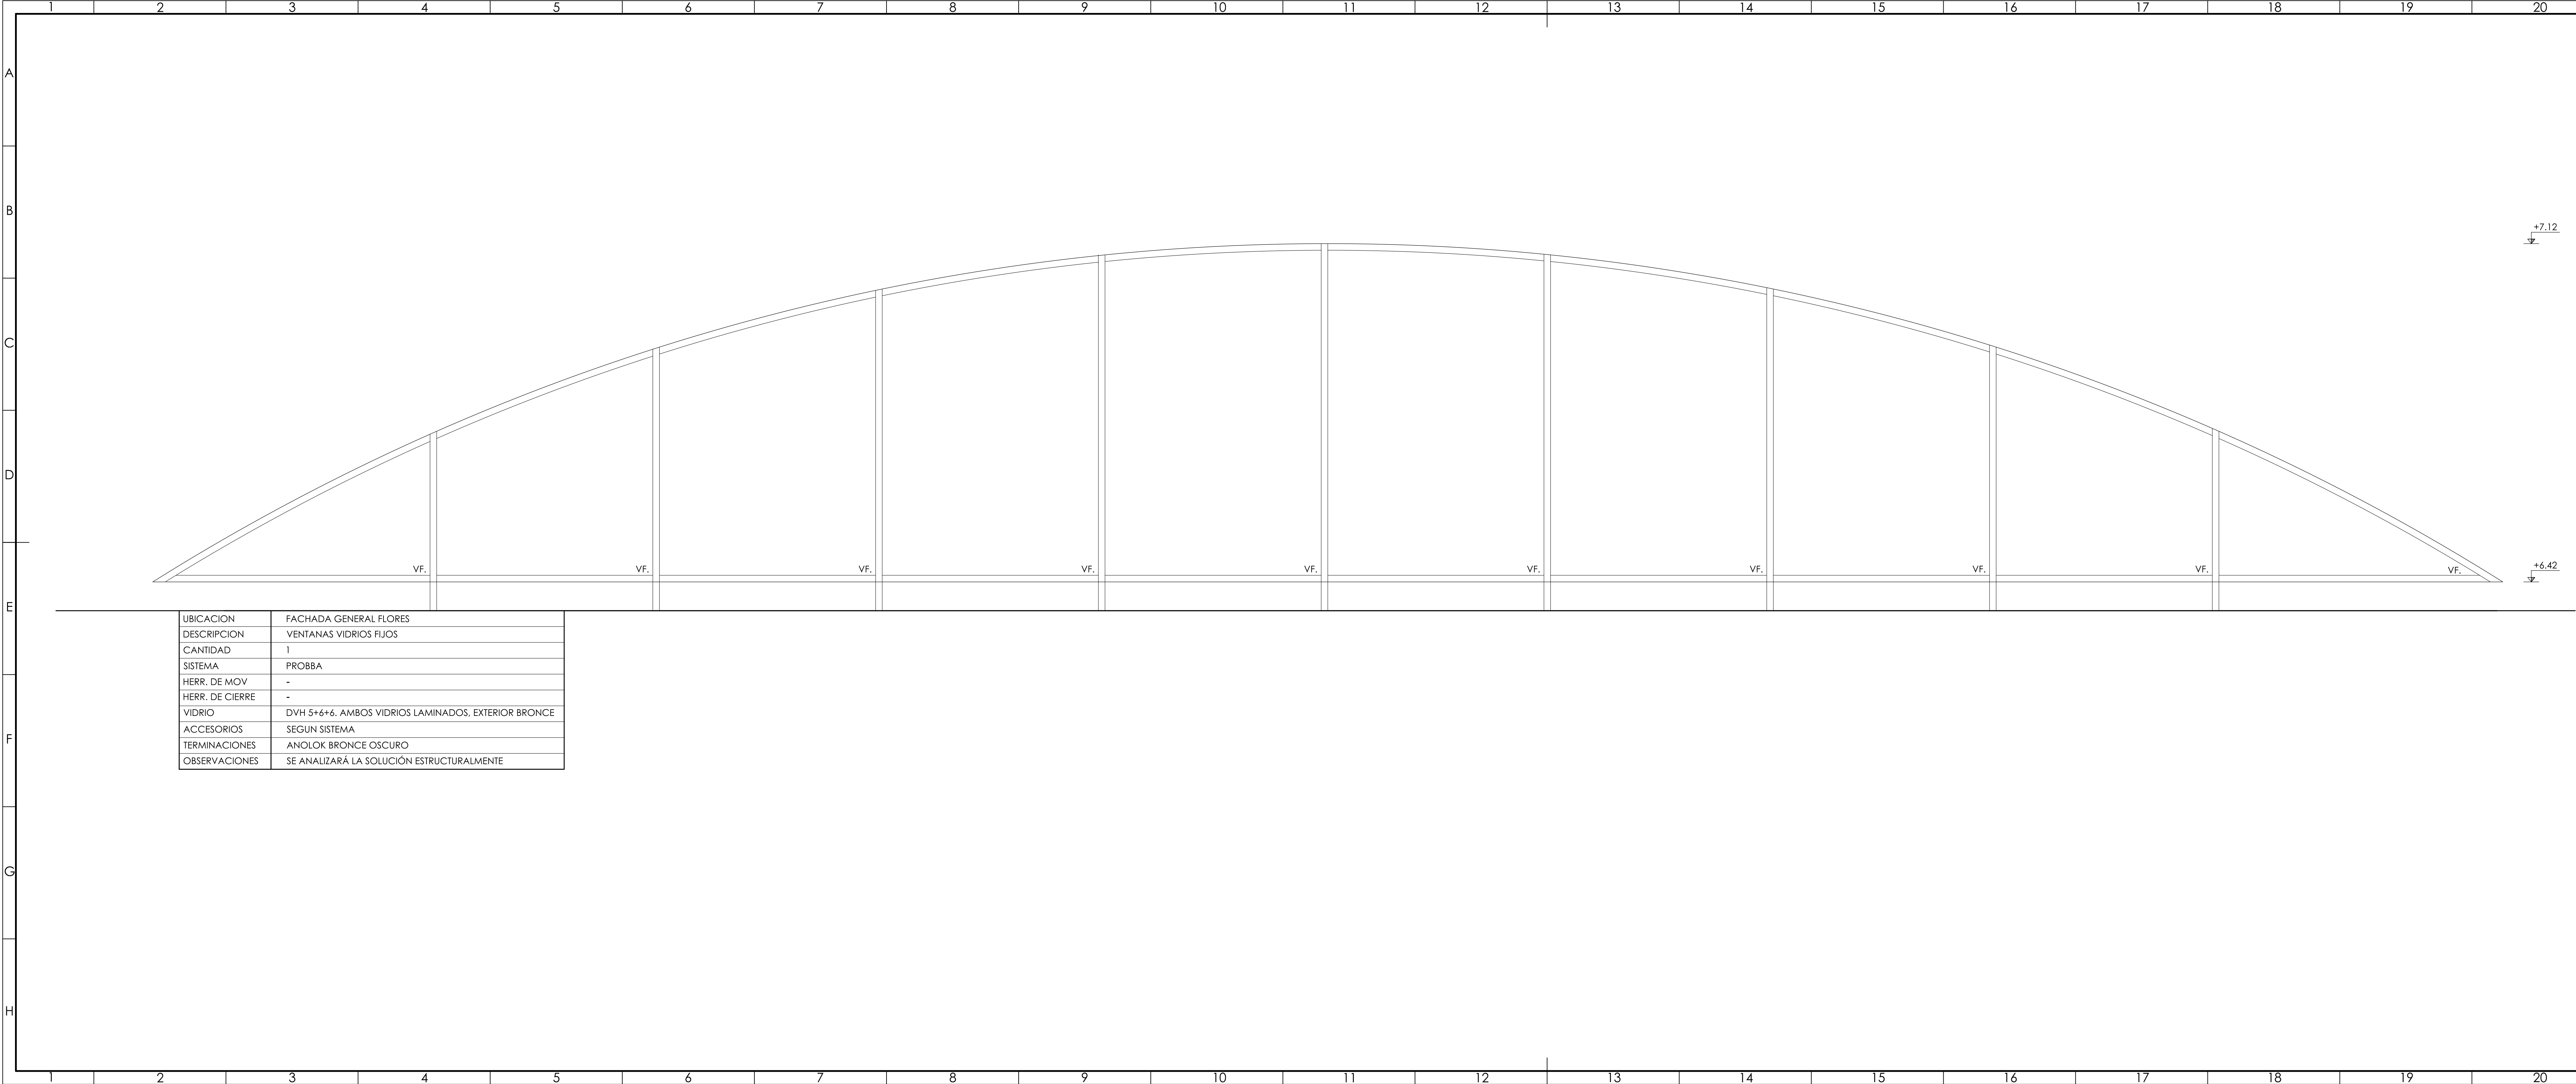 1 2 3 4 5 6 7 8 9 10 11 12 13 14 15 16 17 18 19 20
A
B
+7.12
C
D
VF. VF. VF. VF. VF. VF. VF. VF. VF. VF.
+6.42
E
UBICACION FACHADA GENERAL FLORES
DESCRIPCION VENTANAS VIDRIOS FIJOS
CANTIDAD 1
SISTEMA PROBBA
HERR. DE MOV -
HERR. DE CIERRE -
VIDRIO DVH 5+6+6. AMBOS VIDRIOS LAMINADOS, EXTERIOR BRONCE
F
ACCESORIOS SEGUN SISTEMA
TERMINACIONES ANOLOK BRONCE OSCURO
OBSERVACIONES SE ANALIZARÁ LA SOLUCIÓN ESTRUCTURALMENTE
G
H
1 2 3 4 5 6 7 8 9 10 11 12 13 14 15 16 17 18 19 20